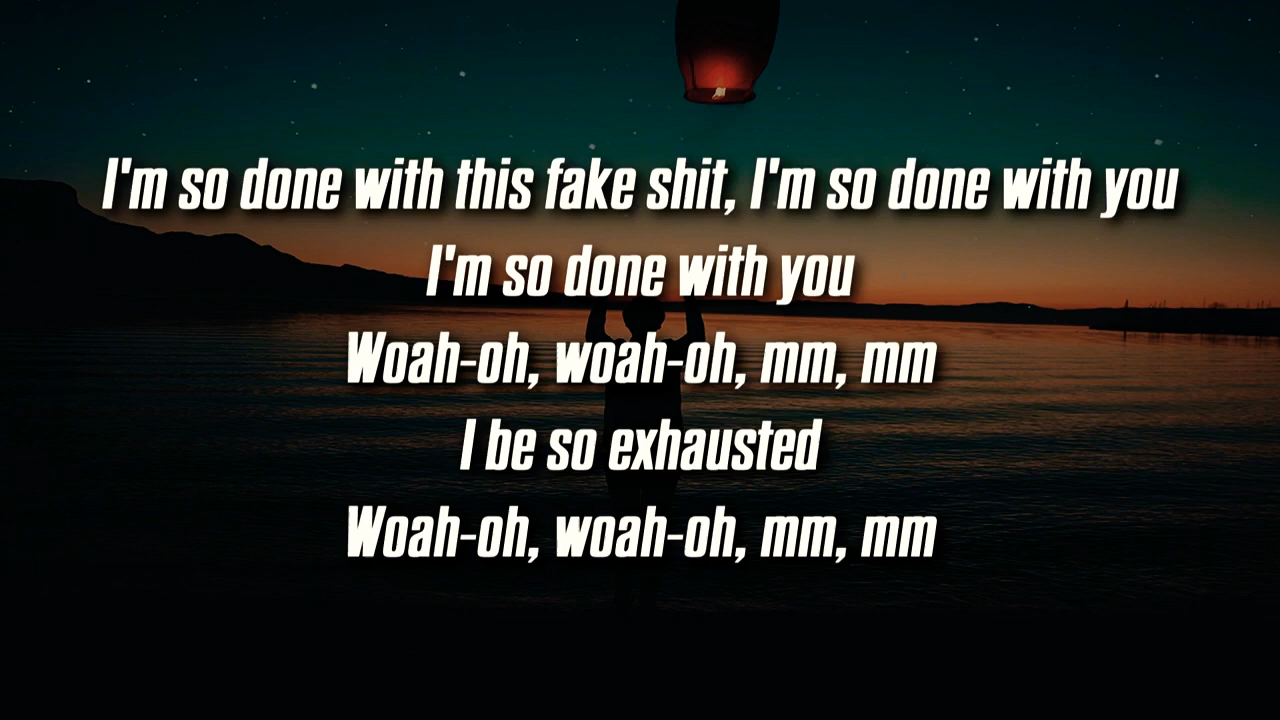 I'm so done with this fake shit, I'm so done with you
I'm so done with you
Woah-oh, woah-oh, mm, mm
I be so exhausted
Woah-oh, woah-oh, mm, mm